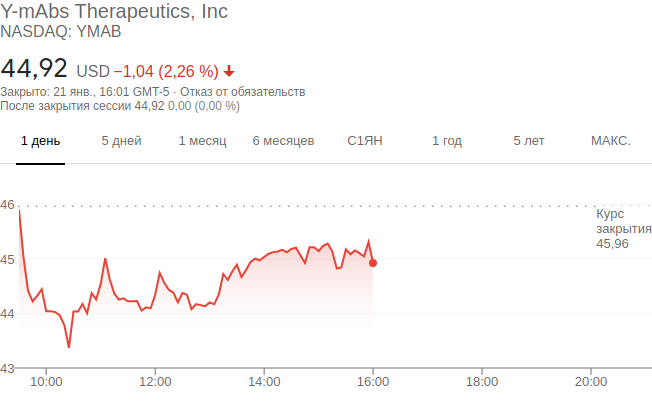 Y-mAbs Therapeutics, Inc
NASDAQ: YMAB
44,92 USD −1,04 (2,26 %)
Закрыто: 21 янв., 16:01 GMT-5 · Отказ от обязательств
После закрытия сессии 44,92 0,00 (0,00 %)
1 день 5 дней 1 месяц 6 месяцев С1ЯН 1 год 5 лет МАКС.
46
Курс
закрытия
45,96
45
44
43
10:00 12:00 14:00 16:00 18:00 20:00